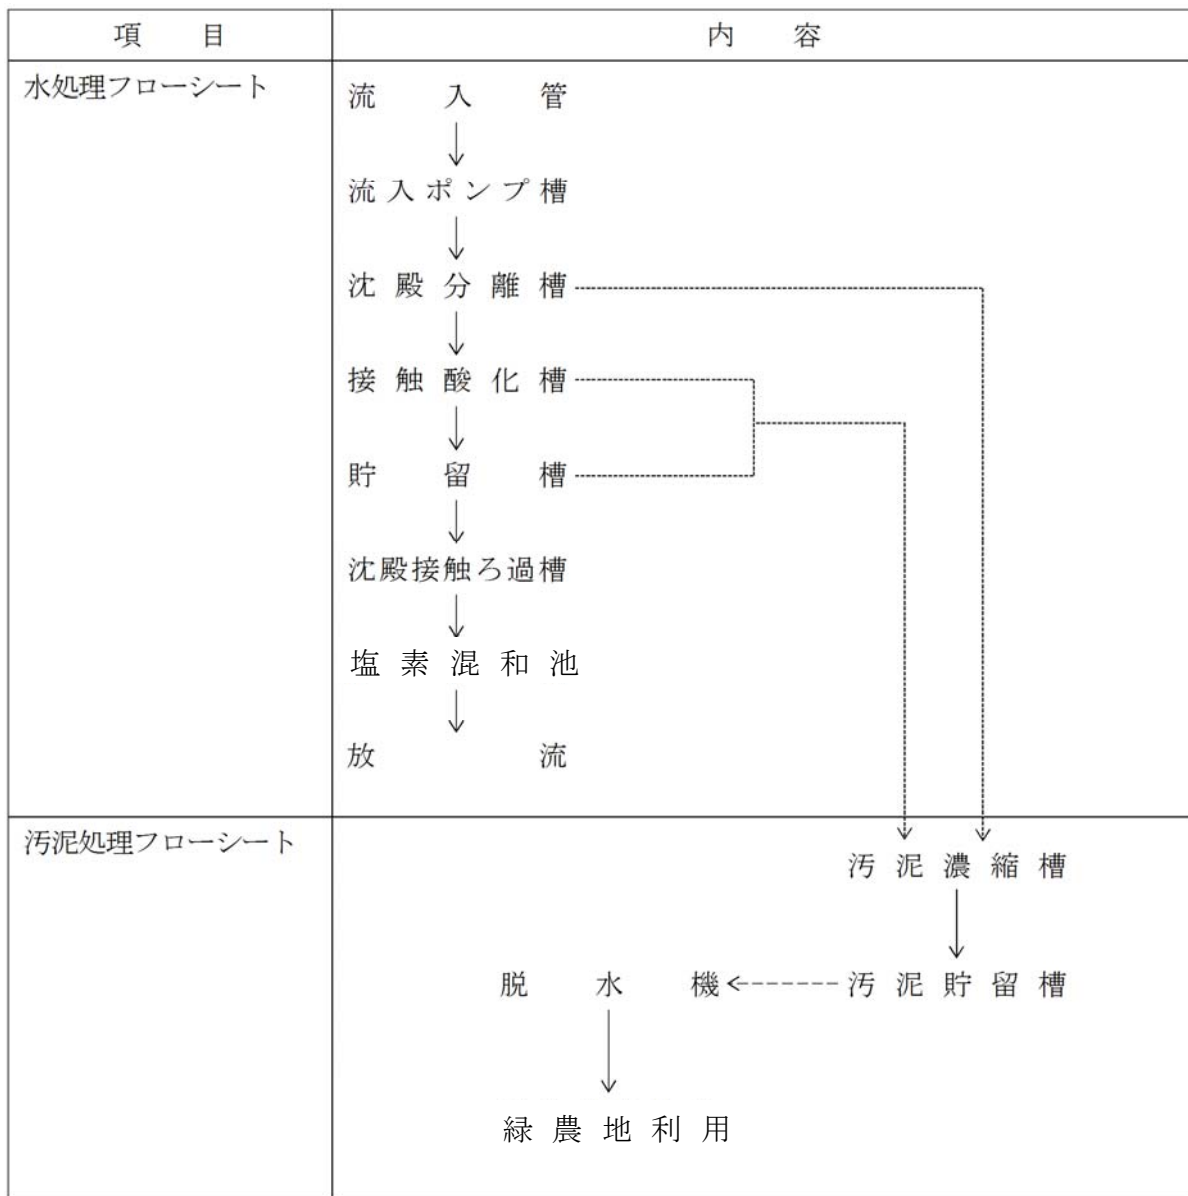 項目
内容
水処理フローシート
流入管
流入ポンプ槽
沈殿分離槽
接触酸化槽
貯留槽
沈殿接触ろ過槽
塩素混和池
放流
汚泥処理フローシート
汚泥濃縮槽
脱水機
汚泥貯留槽
緑農地利用